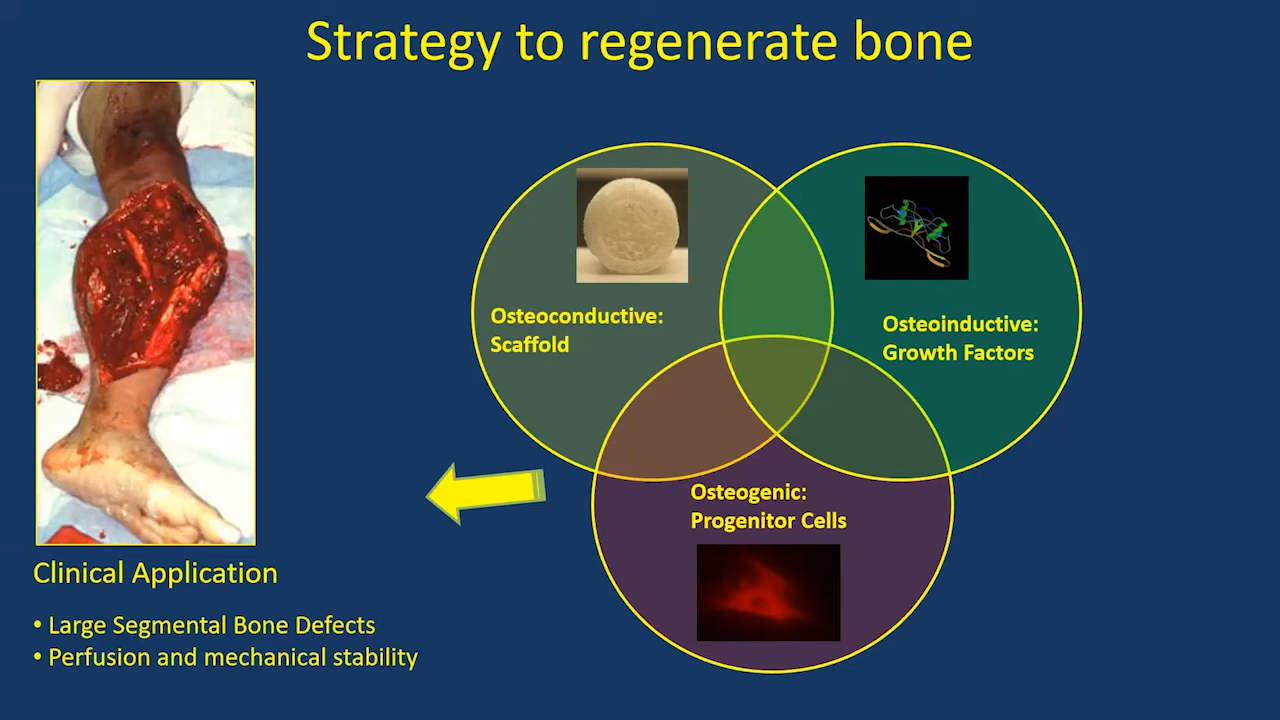 Strategy to regenerate bone
Osteoconductive:
Scaffold
Osteoinductive:
Growth Factors
Osteogenic:
Progenitor Cells
Clinical Application
• Large Segmental Bone Defects
• Perfusion and mechanical stability